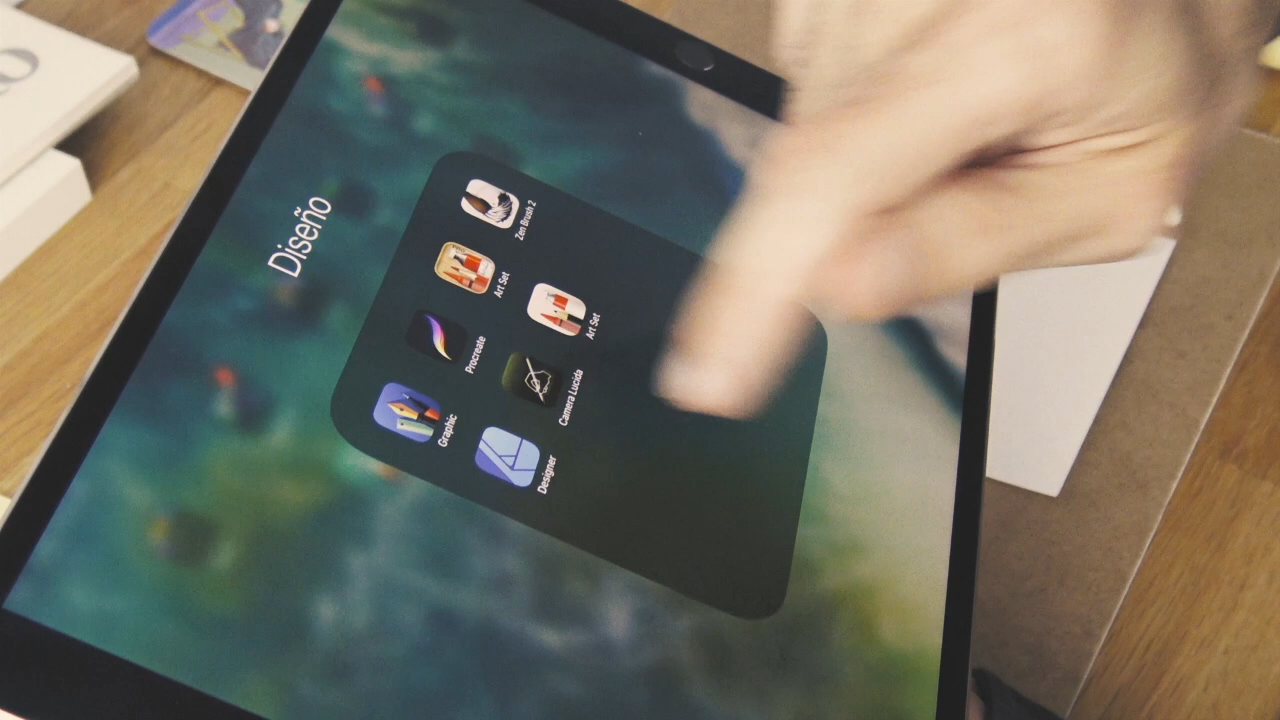 Diseño
Graphic
Procreate
Art Set
Zen Brush 2
Designer
Camera Lucida
Art Set